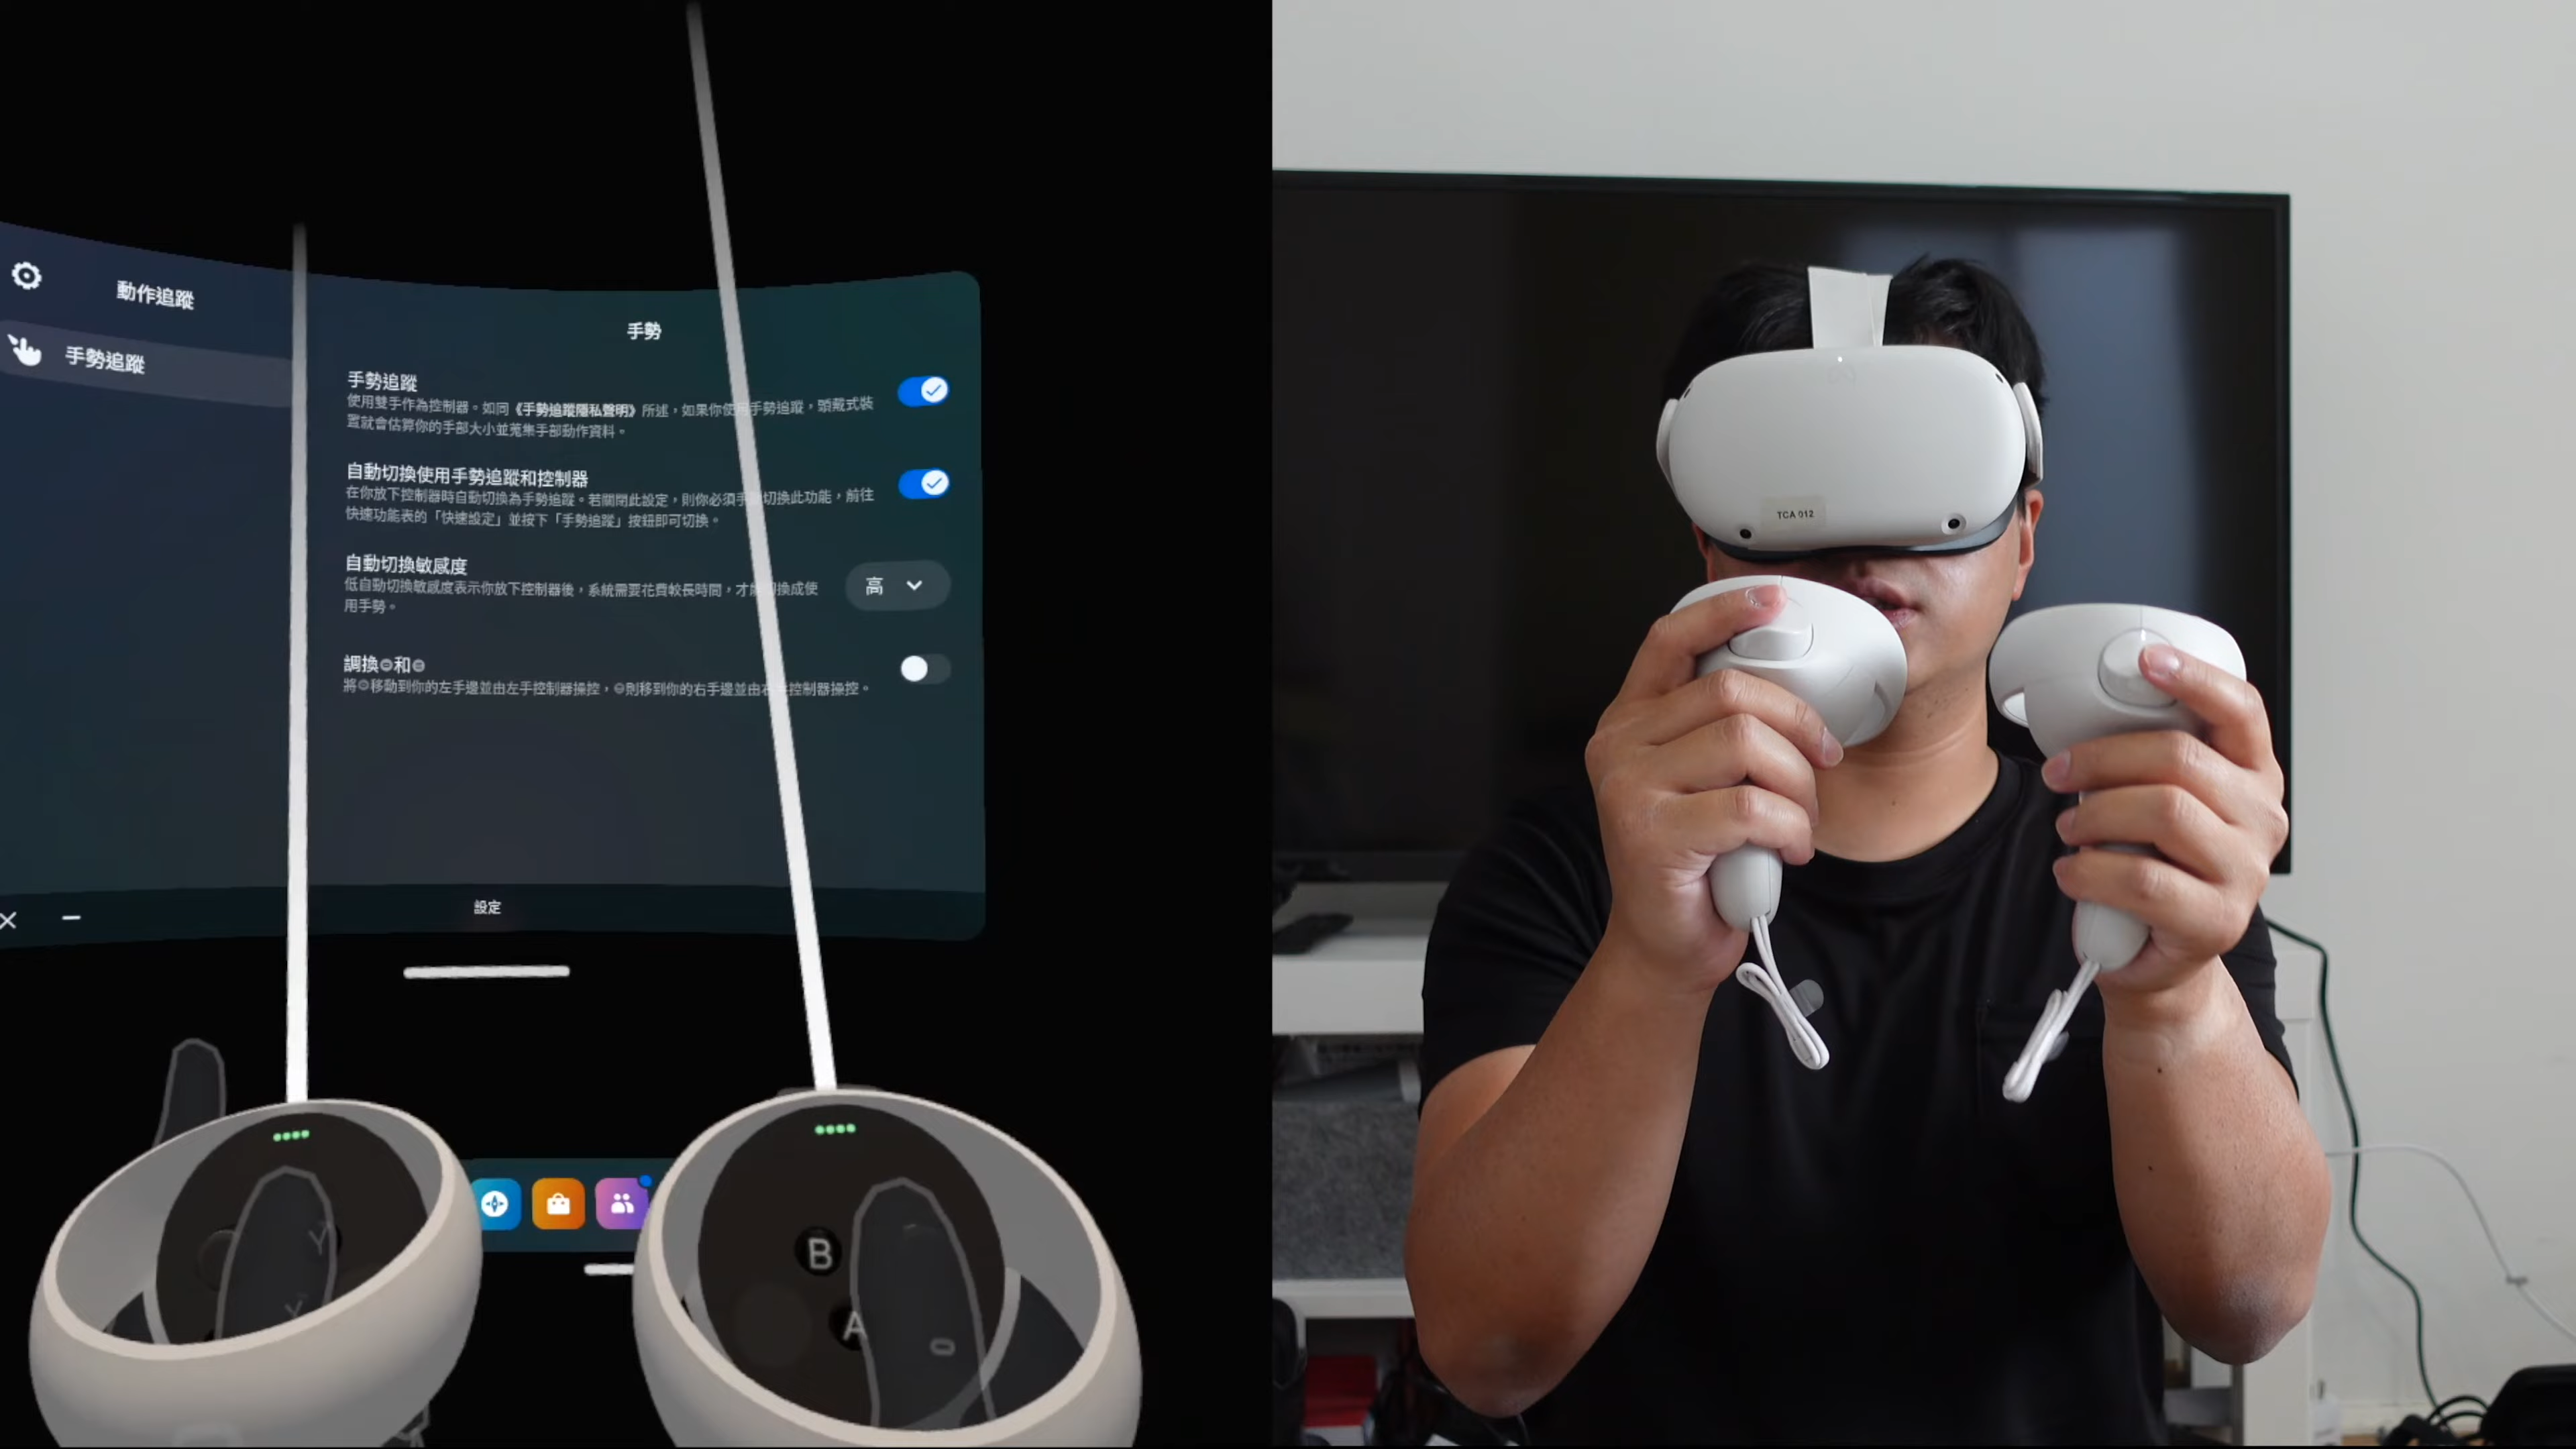 動作追蹤
手勢追蹤
手勢
手勢追蹤
使用雙手作為控制器。如同《手勢追蹤隱私聲明》所述,如果你使用手勢追蹤,頭戴式裝
置就會估算你的手部大小並蒐集手部動作資料。
自動切換使用手勢追蹤和控制器
在你放下控制器時自動切換為手勢追蹤。若關閉此設定,則你必須手動切換此功能,前往
快速功能表的「快速設定」並按下「手勢追蹤」按鈕即可切換。
自動切換敏感度
低自動切換敏感度表示你放下控制器後,系統需要花費較長時間,才能切換成使
用手勢。
高
調換和
將移動到你的左手邊並由左手控制器操控,則移到你的右手邊並由右手控制器操控。
設定
Y
X
B
A
TCA 012